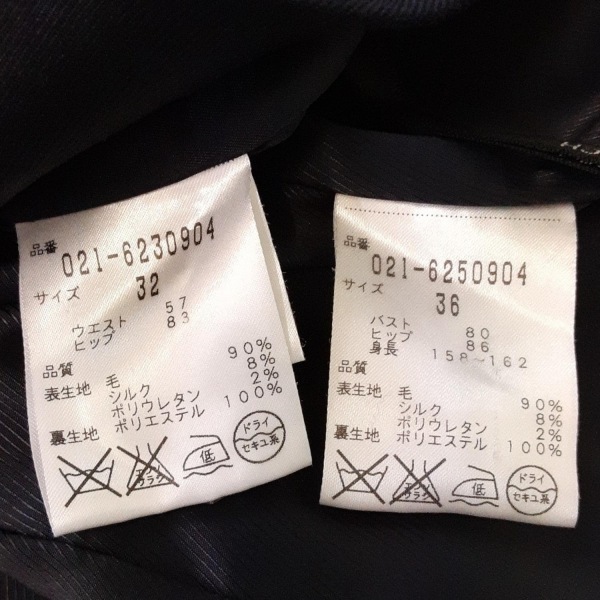 品番
021-6230904
サイズ
32
ウエスト 57
ヒップ 83
品質
表生地 毛 90%
シルク 8%
ポリウレタン 2%
裏生地 ポリエステル 100%
低
ドライ
セキユ系
品番
021-6250904
サイズ
36
バスト 80
ヒップ 86
身長 158~162
品質
表生地 毛 90%
シルク 8%
ポリウレタン 2%
裏生地 ポリエステル 100%
低
ドライ
セキユ系